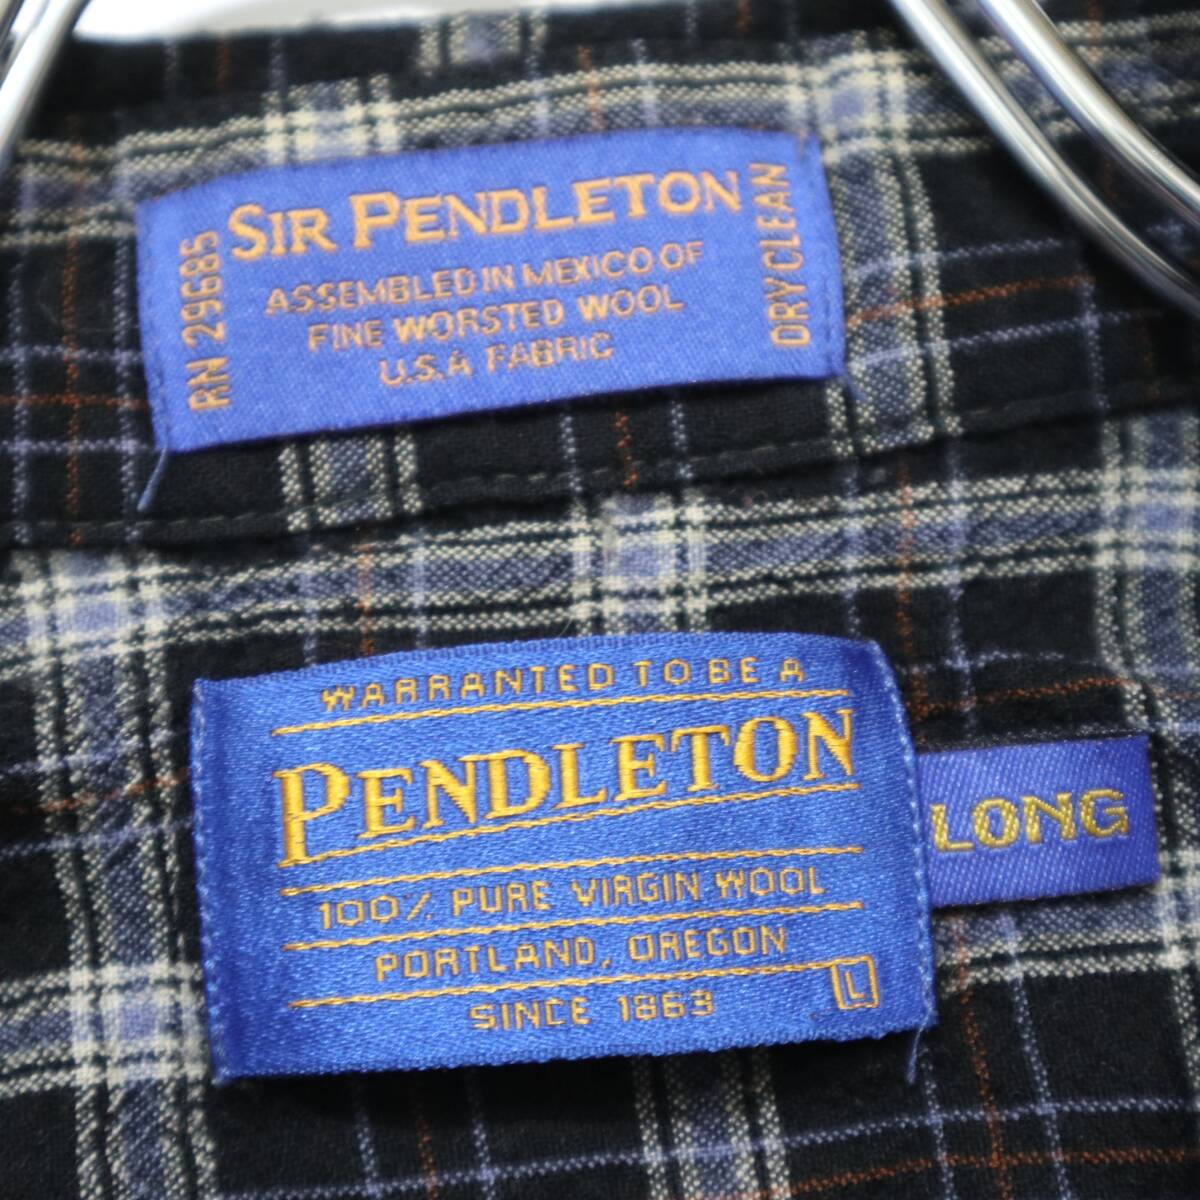 SIR PENDLETON
ASSEMBLED IN MEXICO OF
FINE WORSTED WOOL
U.S.A FABRIC
RN 29685
DRY CLEAN
WARRANTED TO BE A
PENDLETON
100% PURE VIRGIN WOOL
PORTLAND, OREGON
SINCE 1863
L
LONG